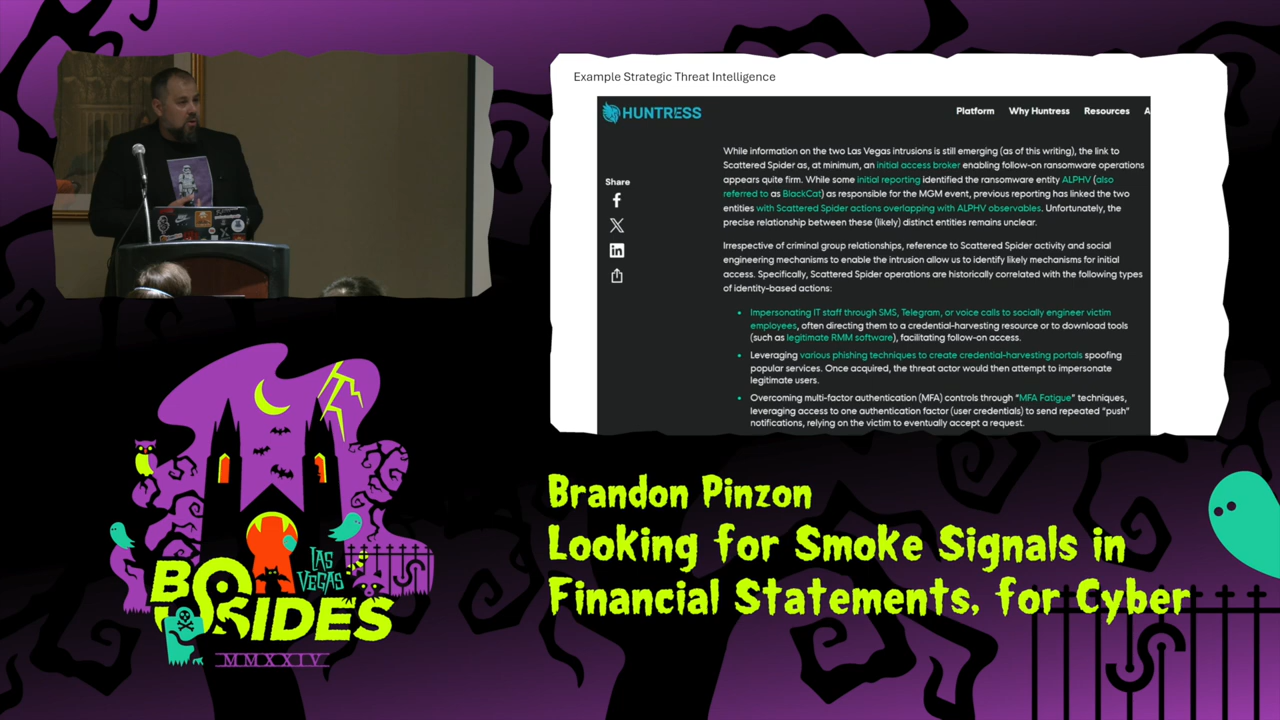 Example Strategic Threat Intelligence
HUNTRESS
Platform Why Huntress Resources A
Share
While information on the two Las Vegas intrusions is still emerging (as of this writing), the link to
Scattered Spider as, at minimum, an initial access broker enabling follow-on ransomware operations
appears quite firm. While some initial reporting identified the ransomware entity ALPHV (also
referred to as BlackCat) as responsible for the MGM event, previous reporting has linked the two
entities with Scattered Spider actions overlapping with ALPHV observables. Unfortunately, the
precise relationship between these (likely) distinct entities remains unclear.
Irrespective of criminal group relationships, reference to Scattered Spider activity and social
engineering mechanisms to enable the intrusion allow us to identify likely mechanisms for initial
access. Specifically, Scattered Spider operations are historically correlated with the following types
of identity-based actions:
• Impersonating IT staff through SMS, Telegram, or voice calls to socially engineer victim
employees, often directing them to a credential-harvesting resource or to download tools
(such as legitimate RMM software), facilitating follow-on access.
• Leveraging various phishing techniques to create credential-harvesting portals spoofing
popular services. Once acquired, the threat actor would then attempt to impersonate
legitimate users.
• Overcoming multi-factor authentication (MFA) controls through “MFA Fatigue” techniques,
leveraging access to one authentication factor (user credentials) to send repeated “push”
notifications, relying on the victim to eventually accept a request.
LAS
VEGAS
BSIDES
MMXXIV
Brandon Pinzon
Looking for Smoke Signals in
Financial Statements, for Cyber